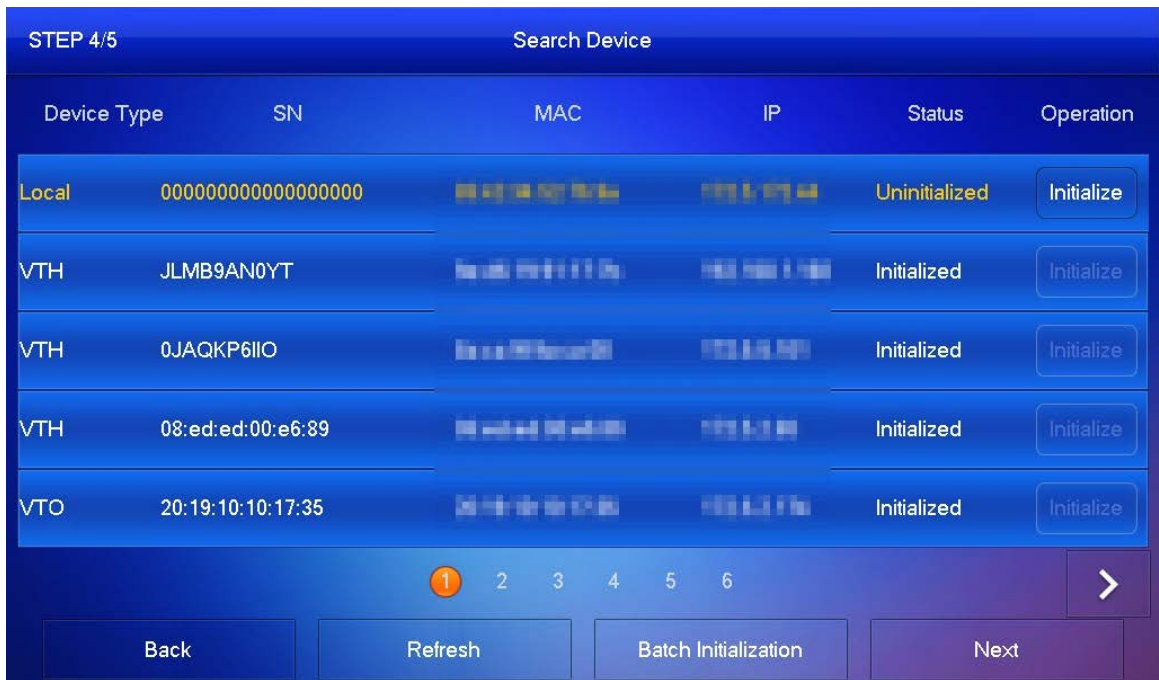 STEP 4/5 Search Device
Device Type SN MAC IP Status Operation
Local 000000000000000000 Uninitialized Initialize
VTH JLMB9AN0YT Initialized Initialize
VTH 0JAQKP6IIO Initialized Initialize
VTH 08:ed:ed:00:e6:89 Initialized Initialize
VTO 20:19:10:10:17:35 Initialized Initialize
1 2 3 4 5 6
Back Refresh Batch Initialization Next